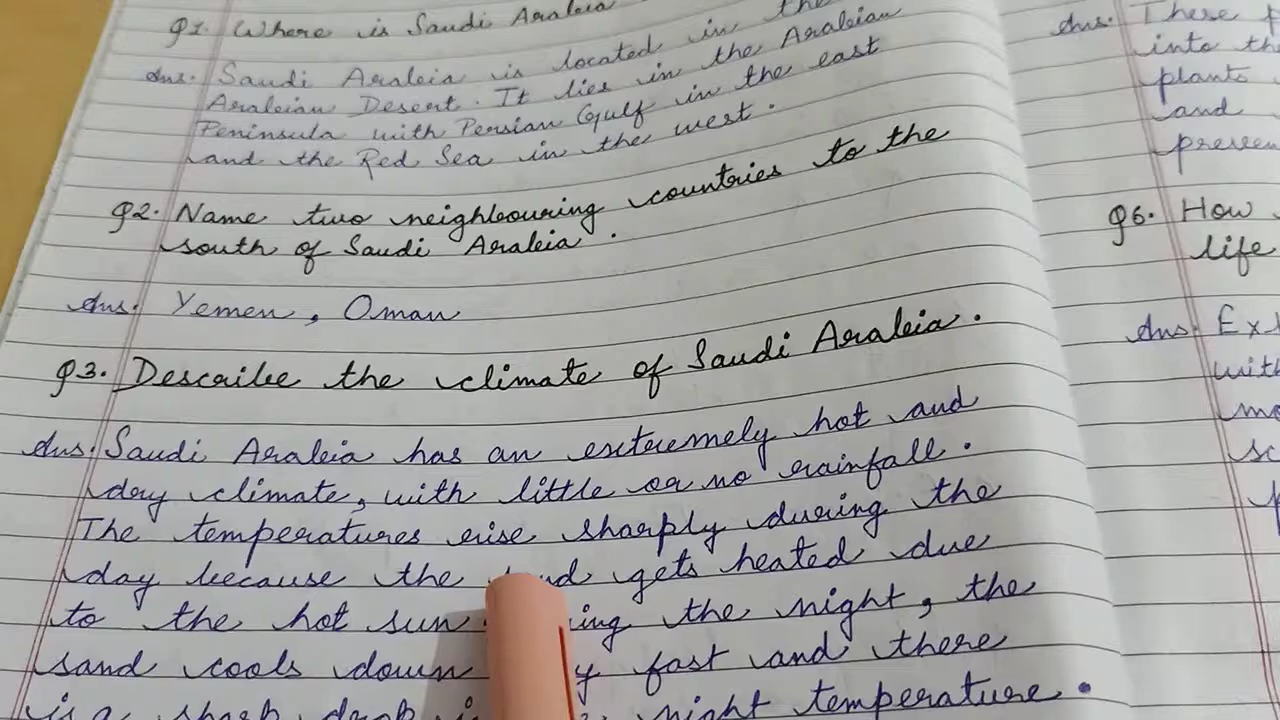 Q1. Where is Saudi Arabia
Ans. Saudi Arabia is located in the
Arabian Desert. It lies in the Arabian
Peninsula with Persian Gulf in the east
and the Red Sea in the west.
Q2. Name two neighbouring countries to the
south of Saudi Arabia.
Ans. Yemen, Oman
Q3. Describe the climate of Saudi Arabia.
Ans. Saudi Arabia has an extremely hot and
dry climate, with little or no rainfall.
The temperatures rise sharply during the
day because the gets heated due
to the hot sun. the night, the
sand cools down fast and there
is a sharp drop night temperature.
Ans. These
into
plants
and
Q6. How
life
Ans.